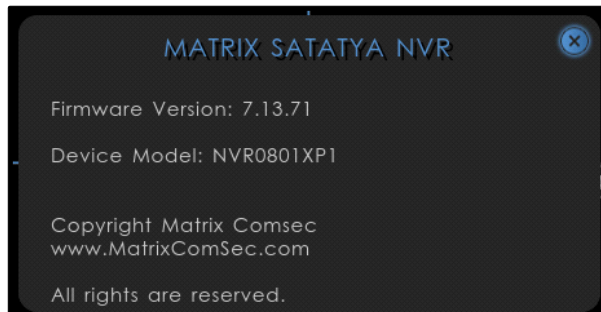 MATRIX SATATYA NVR
Firmware Version: 7.13.71
Device Model: NVR0801XP1
Copyright Matrix Comsec
www.MatrixComSec.com
All rights are reserved.